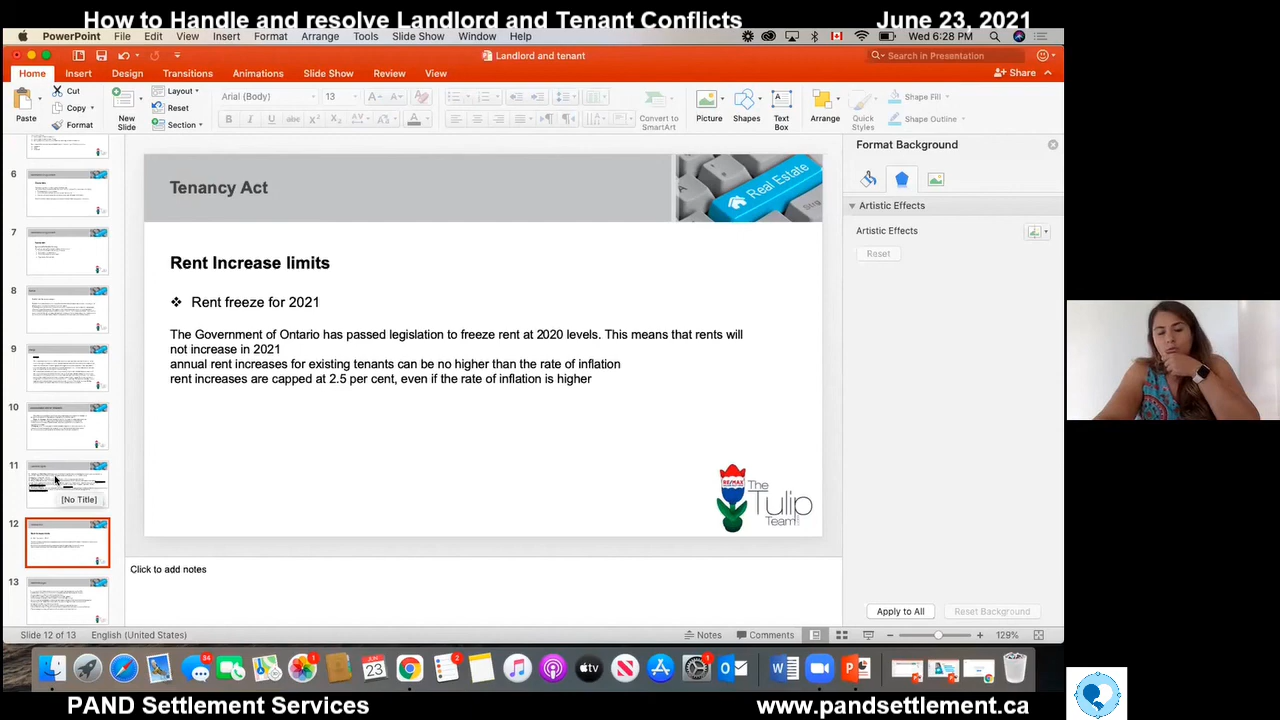 How to Handle and resolve Landlord and Tenant Conflicts
June 23, 2021
PowerPoint File Edit View Insert Format Arrange Tools Slide Show Window Help
Wed 6:28 PM
Landlord and tenant
Search in Presentation
Home Insert Design Transitions Animations Slide Show Review View
Share
Paste
Cut
Copy
Format
New
Slide
Layout
Reset
Section
Arial (Body)
13
Convert to
SmartArt
Picture
Shapes
Text
Box
Arrange
Quick
Styles
Shape Fill
Shape Outline
6
7
8
9
10
11
[No Title]
12
13
Tenancy Act
Real Estate
Rent Increase limits
❖ Rent freeze for 2021
The Government of Ontario has passed legislation to freeze rent at 2020 levels. This means that rents will
not increase in 2021
annual rent increases for existing tenants can be no higher than the rate of inflation
rent increases are capped at 2.5 per cent, even if the rate of inflation is higher
RE/MAX
The
Tulip
Team!
Click to add notes
Format Background
Artistic Effects
Artistic Effects
Reset
Apply to All
Reset Background
Slide 12 of 13
English (United States)
Notes
Comments
129%
34
1
JUN
23
2
tv
1
PAND Settlement Services
www.pandsettlement.ca